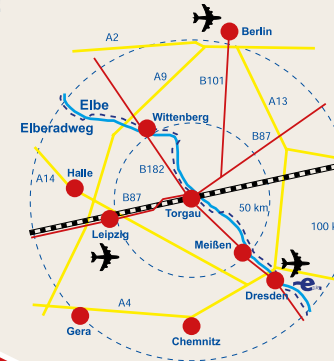 A2
Berlin
A9
B101
Elbe
A13
Elberadweg
Wittenberg
B87
B182
A14
Halle
B87
Torgau
50 km
Leipzig
100
Meißen
e
Dresden
A4
Gera
Chemnitz